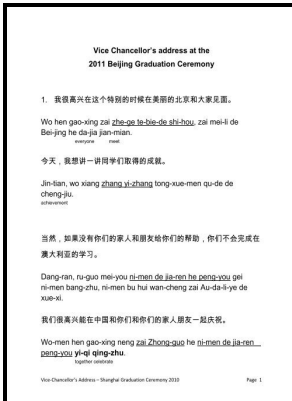 Vice Chancellor's address at the
2011 Beijing Graduation Ceremony
1. 我很高兴在这个特别的时候在美丽的北京和大家见面。
Wo hen gao-xing zai zhe-ge te-bie-de shi-hou, zai mei-li de
Bei-jing he da-jia jian-mian.
everyone meet
今天，我想讲一讲同学们取得的成就。
Jin-tian, wo xiang zhang yi-zhang tong-xue-men qu-de de
cheng-jiu.
achievement
当然，如果没有你们的家人和朋友给你们的帮助，你们不会完成在
澳大利亚的学习。
Dang-ran, ru-guo mei-you ni-men de jia-ren he peng-you gei
ni-men bang-zhu, ni-men bu hui wan-cheng zai Au-da-li-ye de
xue-xi.
我们很高兴能在中国和你们和你们的家人朋友一起庆祝。
Wo-men hen gao-xing neng zai Zhong-guo he ni-men de jia-ren
peng-you yi-qi qing-zhu.
together celebrate
Vice-Chancellor's Address – Shanghai Graduation Ceremony 2010 Page 1